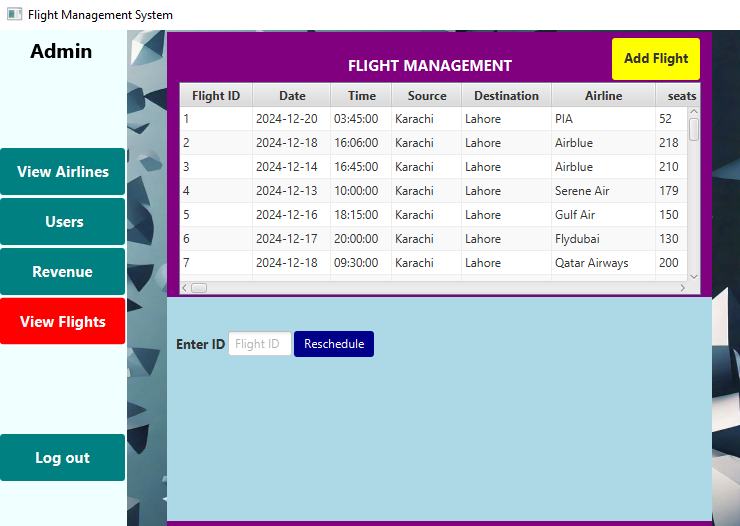 Flight Management System
Admin
View Airlines
Users
Revenue
View Flights
Log out
FLIGHT MANAGEMENT
Add Flight
Flight ID Date Time Source Destination Airline seats
1 2024-12-20 03:45:00 Karachi Lahore PIA 52
2 2024-12-18 16:06:00 Karachi Lahore Airblue 218
3 2024-12-14 16:45:00 Karachi Lahore Airblue 210
4 2024-12-13 10:00:00 Karachi Lahore Serene Air 179
5 2024-12-16 18:15:00 Karachi Lahore Gulf Air 150
6 2024-12-17 20:00:00 Karachi Lahore Flydubai 130
7 2024-12-18 09:30:00 Karachi Lahore Qatar Airways 200
Enter ID Flight ID Reschedule